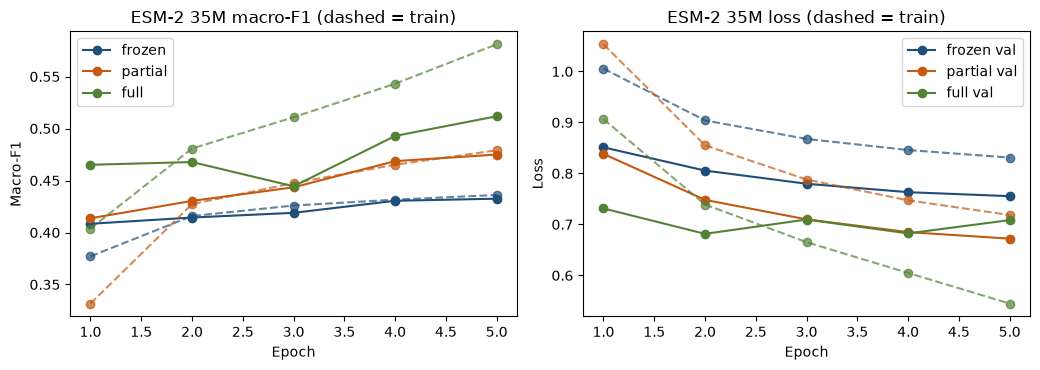 ESM-2 35M macro-F1 (dashed = train)
frozen
partial
full
Macro-F1
0.55
0.50
0.45
0.40
0.35
1.0 1.5 2.0 2.5 3.0 3.5 4.0 4.5 5.0
Epoch
ESM-2 35M loss (dashed = train)
frozen val
partial val
full val
Loss
1.0
0.9
0.8
0.7
0.6
1.0 1.5 2.0 2.5 3.0 3.5 4.0 4.5 5.0
Epoch